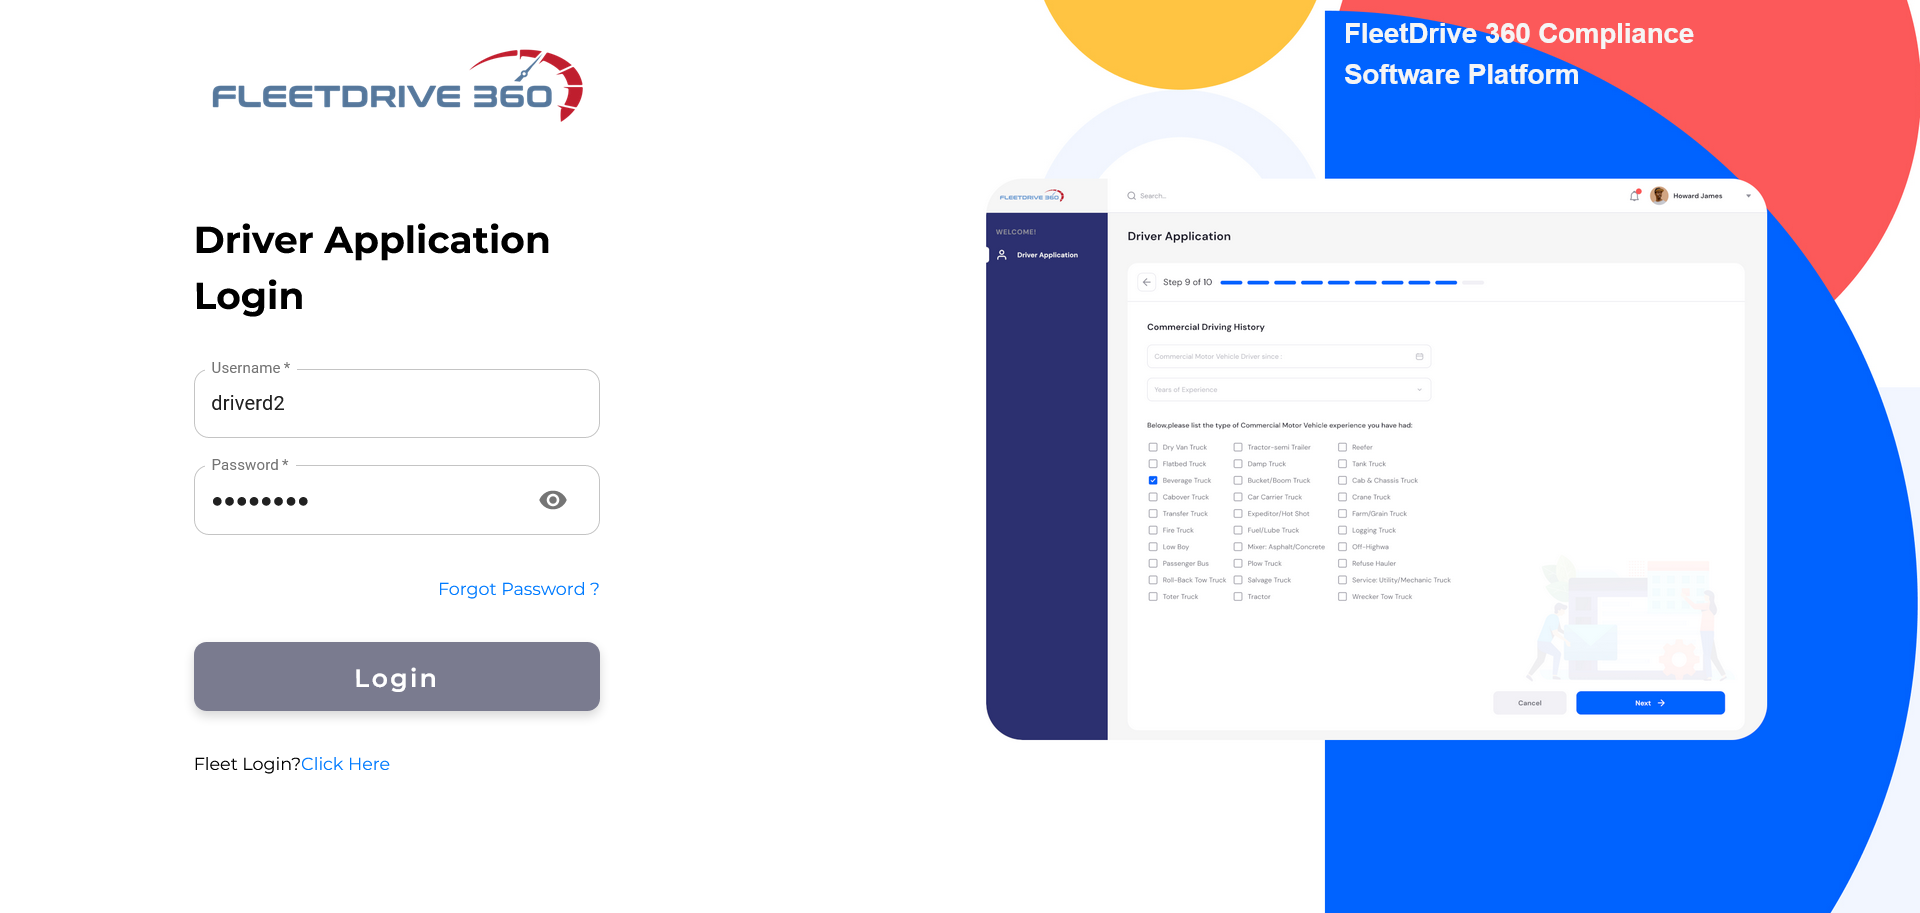 FLEETDRIVE 360
Driver Application
Login
Username *
driverd2
Password *
••••••••
Forgot Password ?
Login
Fleet Login?Click Here
FleetDrive 360 Compliance
Software Platform
FLEETDRIVE 360
Search...
Howard James
WELCOME!
Driver Application
Driver Application
Step 9 of 10
Commercial Driving History
Commercial Motor Vehicle Driver since :
Years of Experience
Below,please list the type of Commercial Motor Vehicle experience you have had:
Dry Van Truck Tractor-semi Trailer Reefer
Flatbed Truck Damp Truck Tank Truck
Beverage Truck Bucket/Boom Truck Cab & Chassis Truck
Cabover Truck Car Carrier Truck Crane Truck
Transfer Truck Expeditor/Hot Shot Farm/Grain Truck
Fire Truck Fuel/Lube Truck Logging Truck
Low Boy Mixer: Asphalt/Concrete Off-Highwa
Passenger Bus Plow Truck Refuse Hauler
Roll-Back Tow Truck Salvage Truck Service: Utility/Mechanic Truck
Toter Truck Tractor Wrecker Tow Truck
Cancel
Next